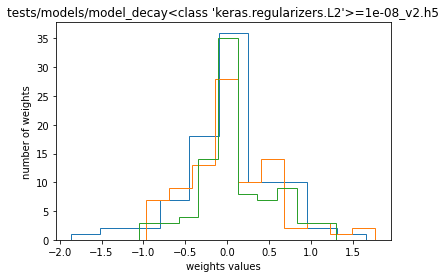 tests/models/model_decay<class 'keras.regularizers.L2'>=1e-08_v2.h5
number of weights
35
30
25
20
15
10
5
0
-2.0 -1.5 -1.0 -0.5 0.0 0.5 1.0 1.5
weights values